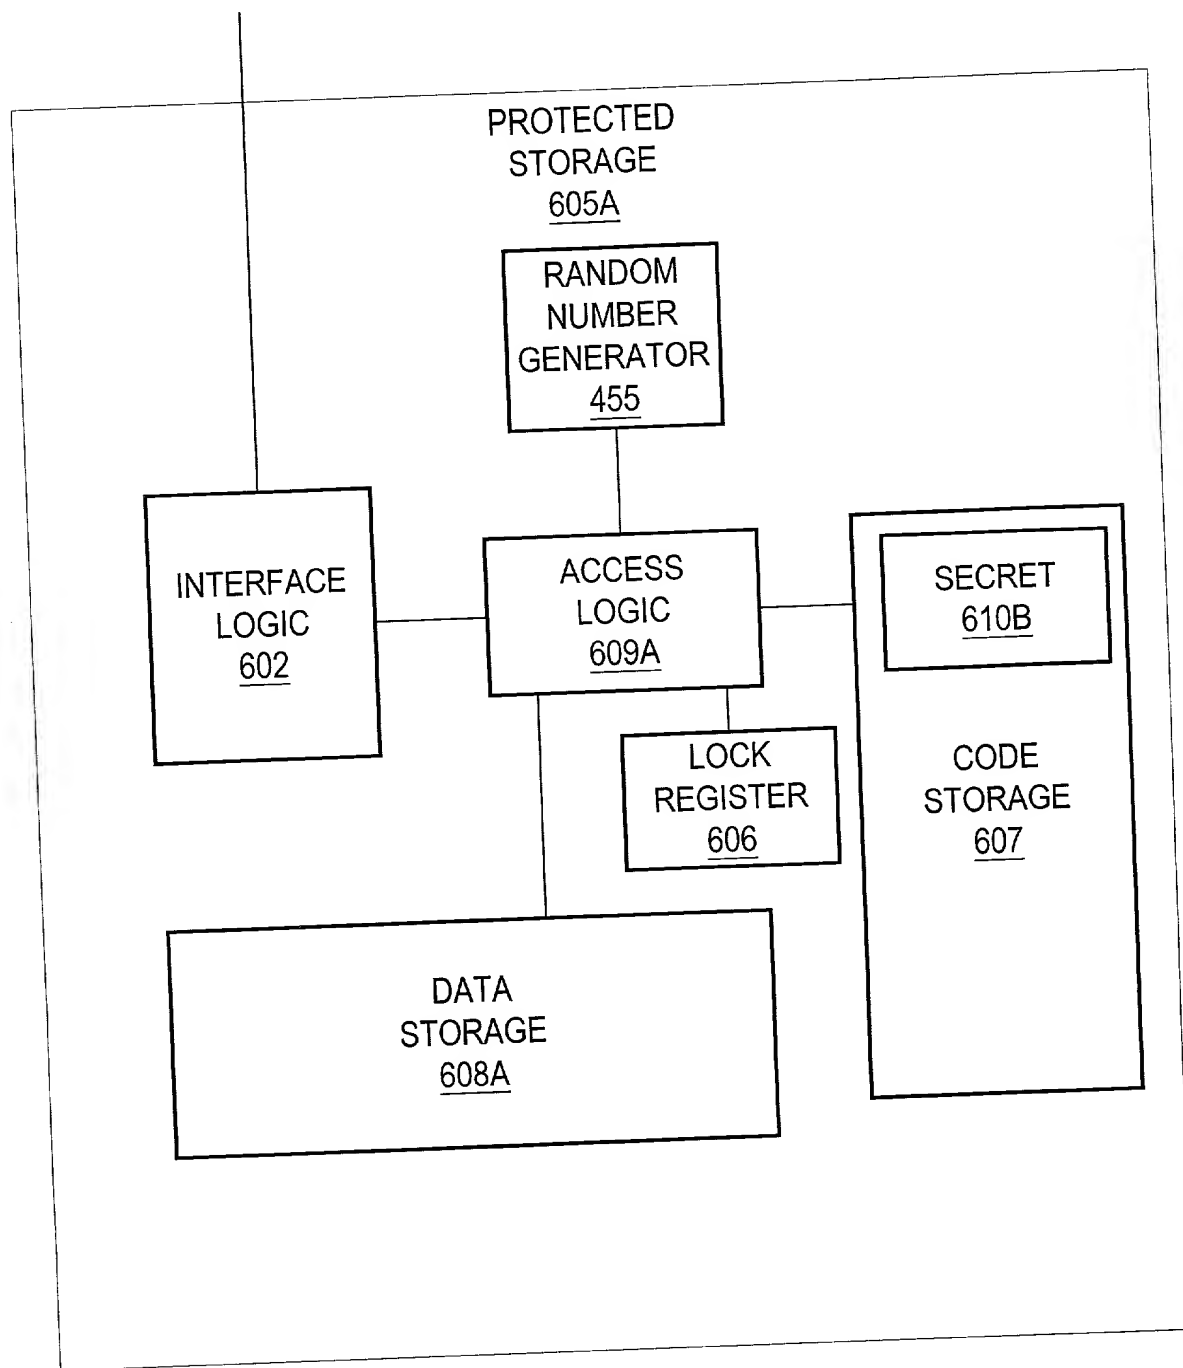 PROTECTED
STORAGE
605A
RANDOM
NUMBER
GENERATOR
455
INTERFACE
LOGIC
602
ACCESS
LOGIC
609A
SECRET
610B
LOCK
REGISTER
606
CODE
STORAGE
607
DATA
STORAGE
608A